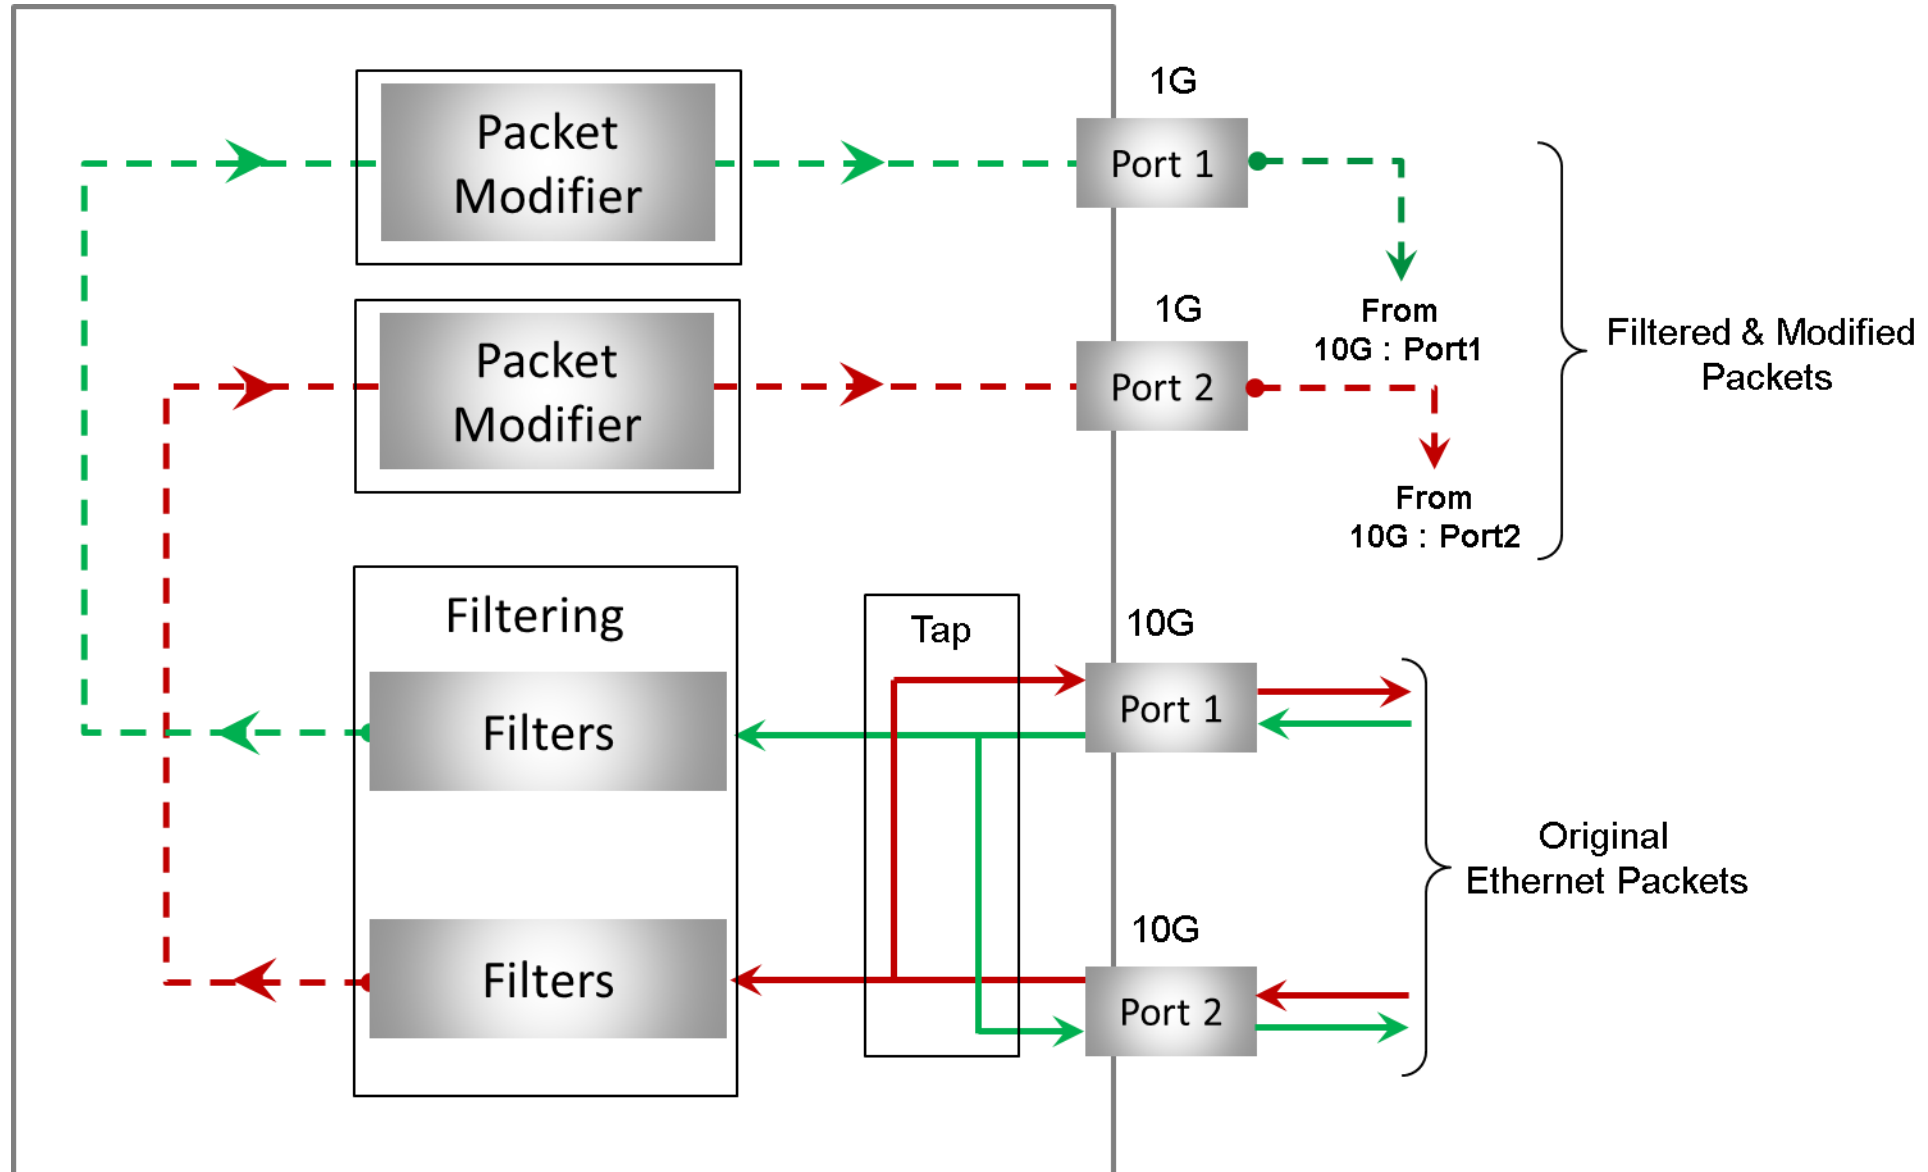 1G
Packet
Modifier
Port 1
From
10G : Port1
1G
Packet
Modifier
Port 2
From
10G : Port2
Filtered & Modified
Packets
Filtering
Tap
10G
Filters
Port 1
Original
Ethernet Packets
10G
Filters
Port 2